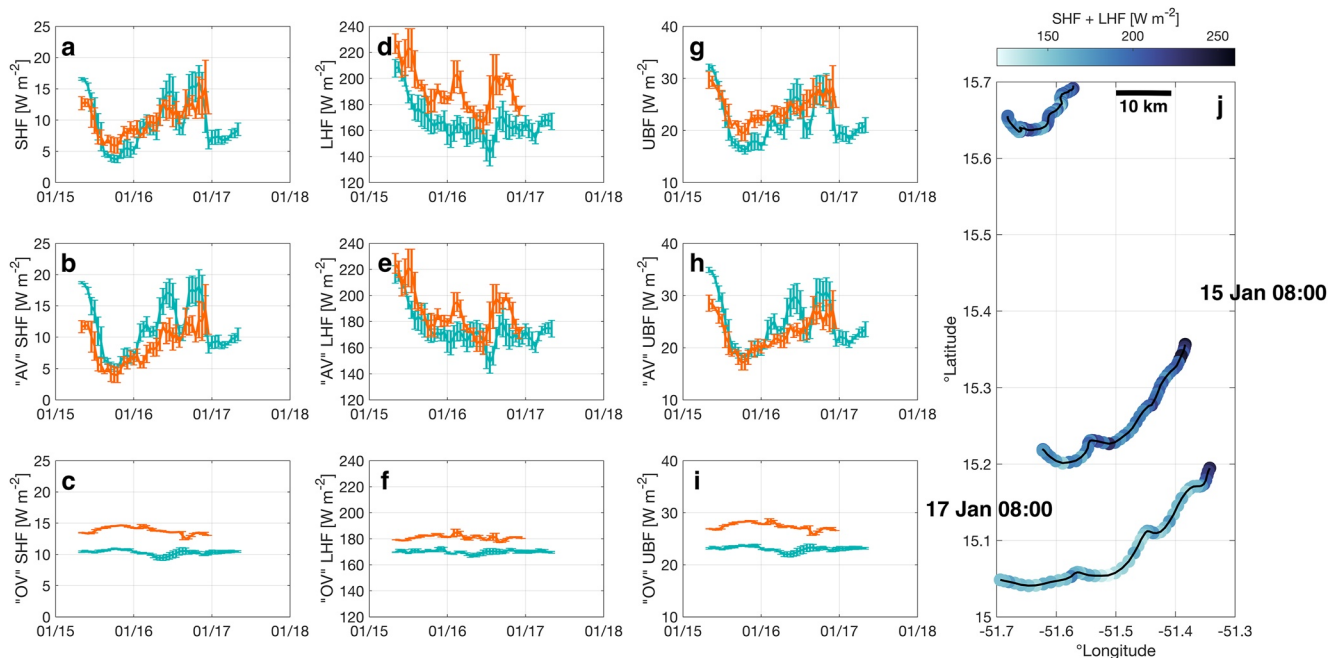 a
SHF [W m-2]
25
20
15
10
5
0
01/15 01/16 01/17 01/18
d
LHF [W m-2]
240
220
200
180
160
140
120
01/15 01/16 01/17 01/18
g
UBF [W m-2]
40
30
20
10
01/15 01/16 01/17 01/18
b
"AV" SHF [W m-2]
25
20
15
10
5
0
01/15 01/16 01/17 01/18
e
"AV" LHF [W m-2]
240
220
200
180
160
140
120
01/15 01/16 01/17 01/18
h
"AV" UBF [W m-2]
40
30
20
10
01/15 01/16 01/17 01/18
c
"OV" SHF [W m-2]
25
20
15
10
5
0
01/15 01/16 01/17 01/18
f
"OV" LHF [W m-2]
240
220
200
180
160
140
120
01/15 01/16 01/17 01/18
i
"OV" UBF [W m-2]
40
30
20
10
01/15 01/16 01/17 01/18
SHF + LHF [W m-2]
150 200 250
j
10 km
15 Jan 08:00
17 Jan 08:00
°Latitude
15.7
15.6
15.5
15.4
15.3
15.2
15.1
15
-51.7 -51.6 -51.5 -51.4 -51.3
°Longitude